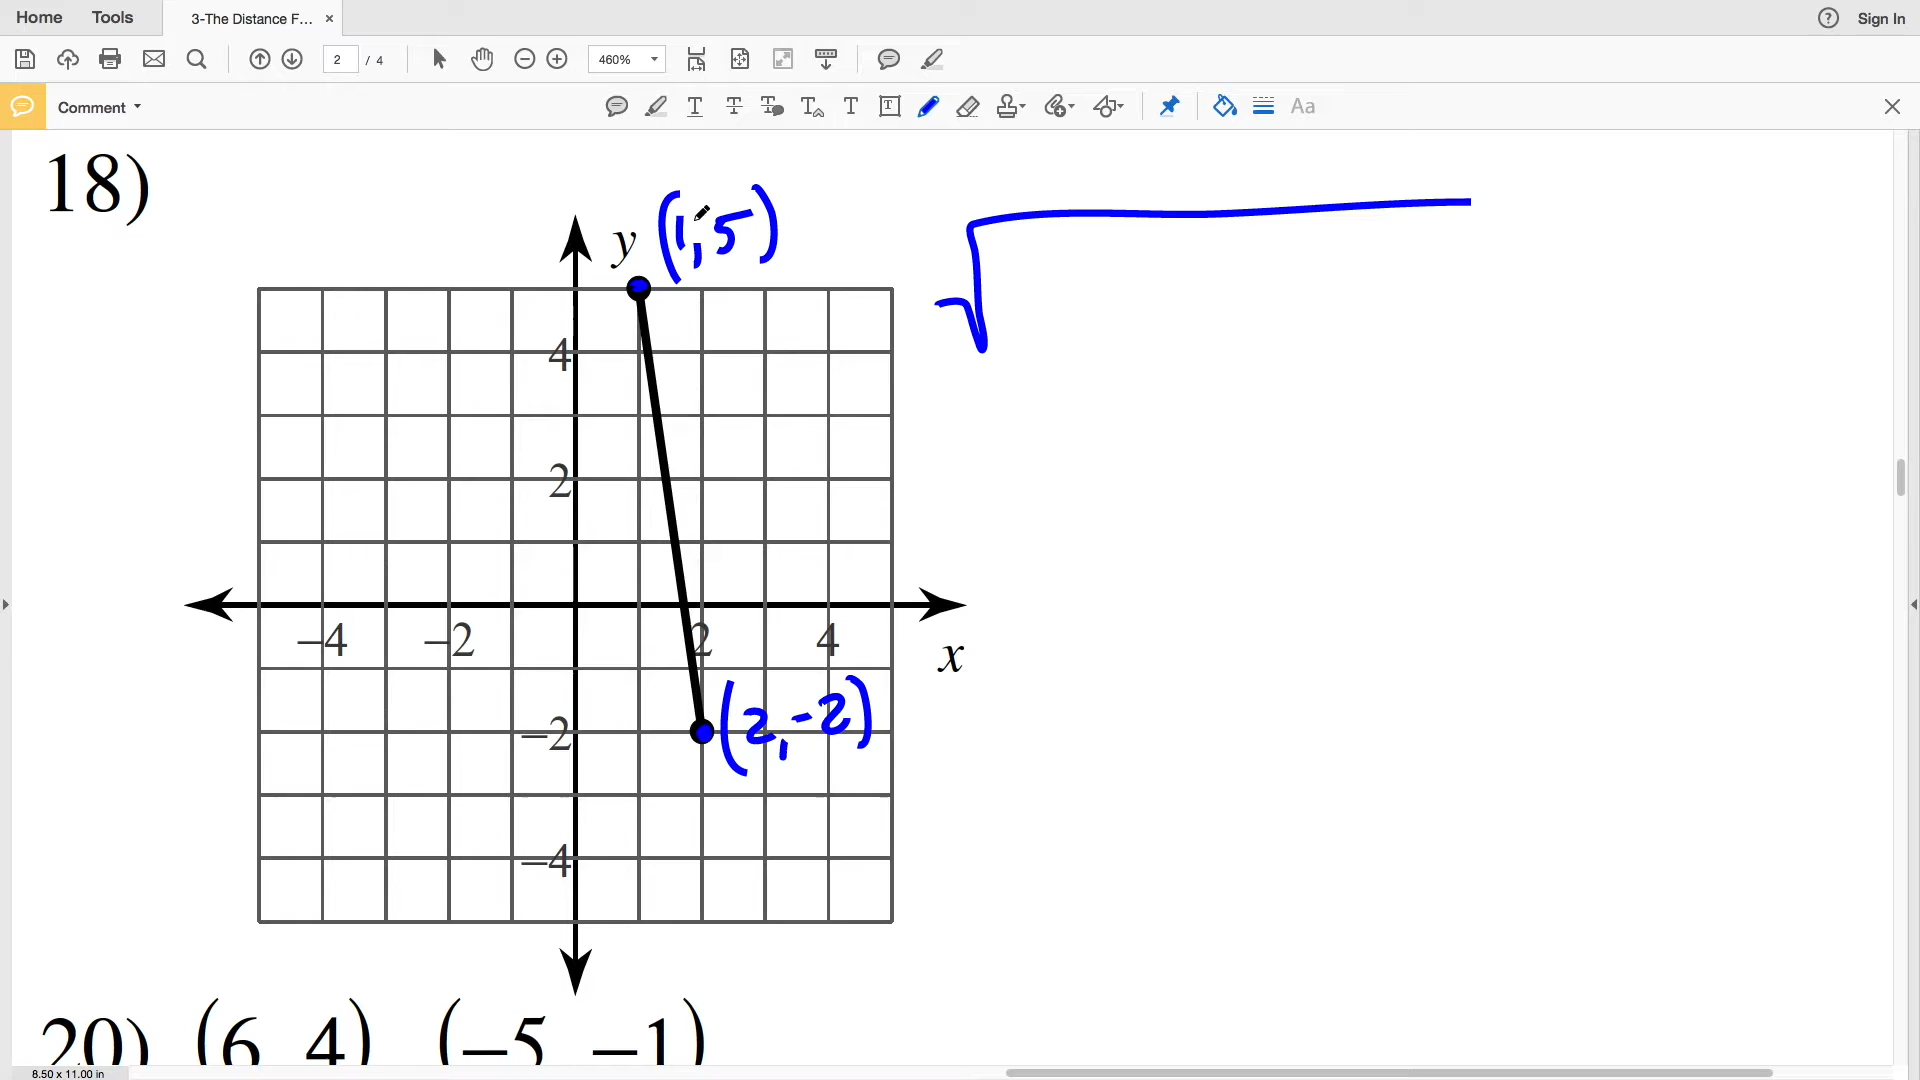 Home Tools 3-The Distance F... × Sign In
2 / 4 460%
Comment Aa
18)
(1,5)
y
4
2
–4 –2 2 4
x
(2,-2)
–2
–4
20) (6, 4), (–5, –1)
8.50 x 11.00 in